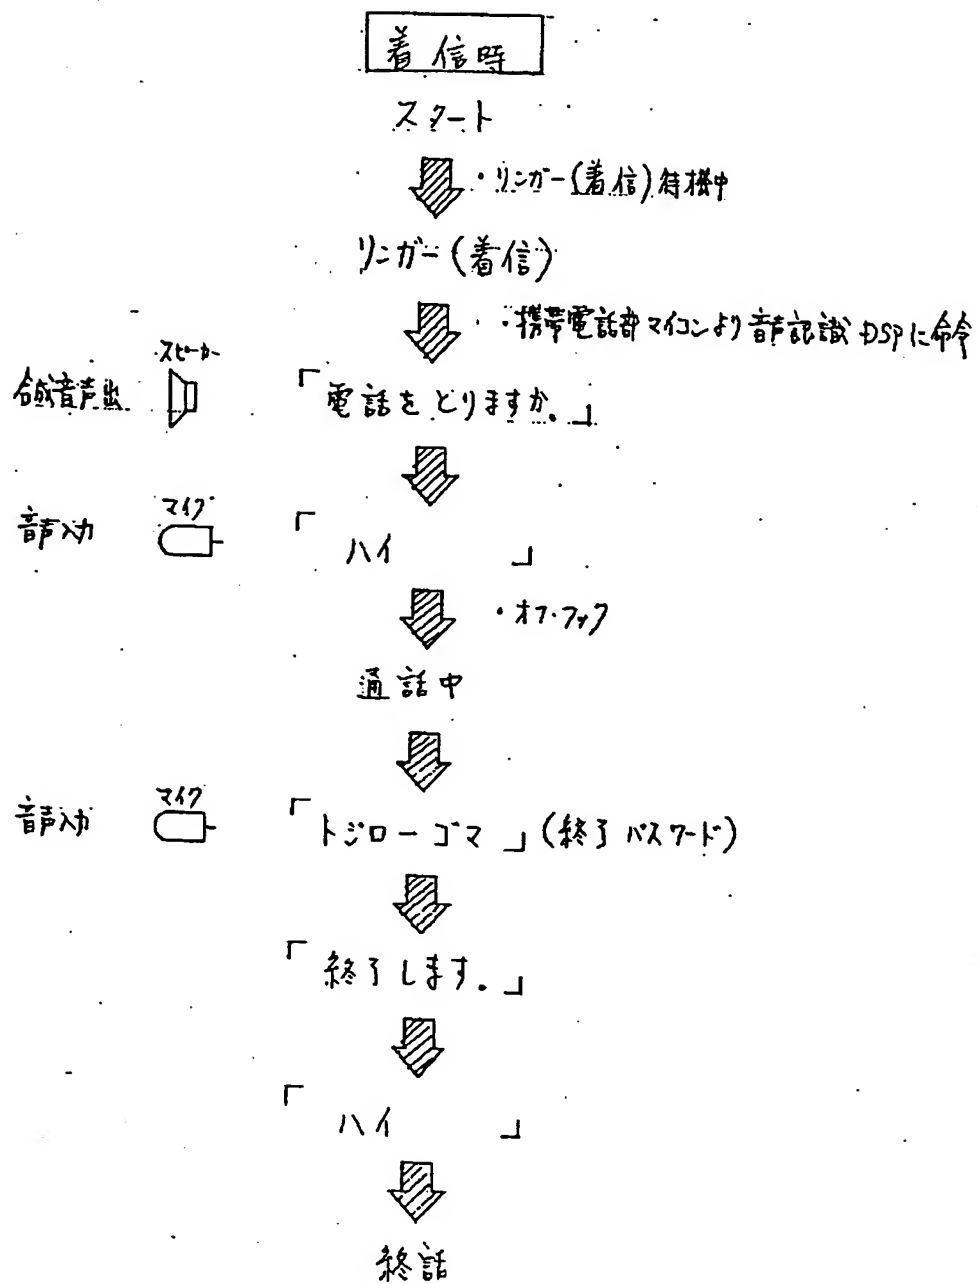 着信時
スタート
・リンガー(着信)待機中
リンガー(着信)
・携帯電話部マイコンより音声認識DSPに命令
スピーカー
合成音声出
「電話をとりますか。」
マイク
音声入力
「ハイ 」
・オフ・フック
通話中
マイク
音声入力
「トジローゴマ」(終了パスワード)
「終了します。」
「ハイ 」
終話